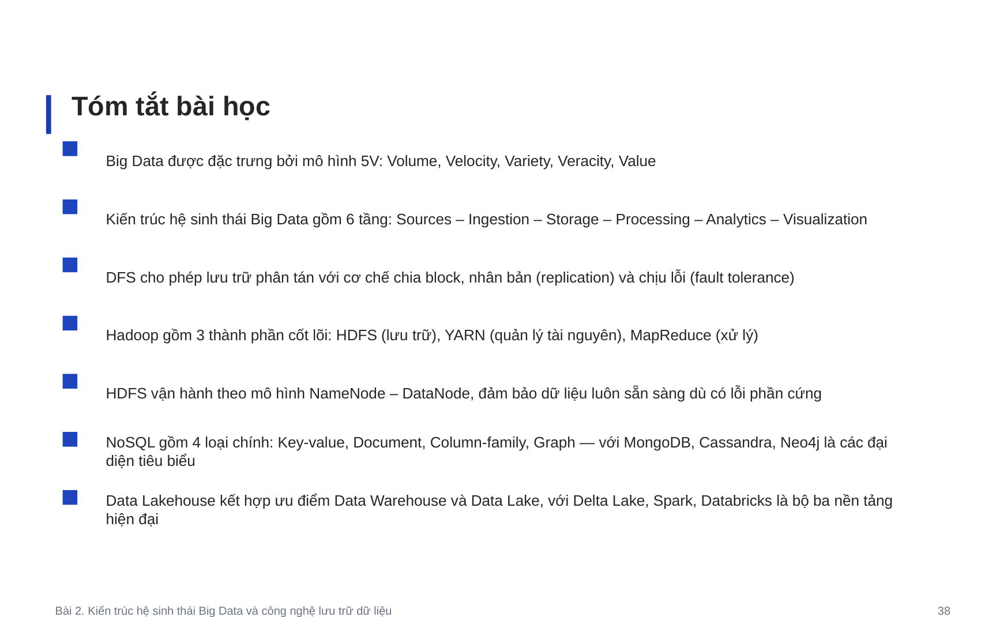 Tóm tắt bài học
Big Data được đặc trưng bởi mô hình 5V: Volume, Velocity, Variety, Veracity, Value
Kiến trúc hệ sinh thái Big Data gồm 6 tầng: Sources – Ingestion – Storage – Processing – Analytics – Visualization
DFS cho phép lưu trữ phân tán với cơ chế chia block, nhân bản (replication) và chịu lỗi (fault tolerance)
Hadoop gồm 3 thành phần cốt lõi: HDFS (lưu trữ), YARN (quản lý tài nguyên), MapReduce (xử lý)
HDFS vận hành theo mô hình NameNode – DataNode, đảm bảo dữ liệu luôn sẵn sàng dù có lỗi phần cứng
NoSQL gồm 4 loại chính: Key-value, Document, Column-family, Graph — với MongoDB, Cassandra, Neo4j là các đại
diện tiêu biểu
Data Lakehouse kết hợp ưu điểm Data Warehouse và Data Lake, với Delta Lake, Spark, Databricks là bộ ba nền tảng
hiện đại
Bài 2. Kiến trúc hệ sinh thái Big Data và công nghệ lưu trữ dữ liệu
38